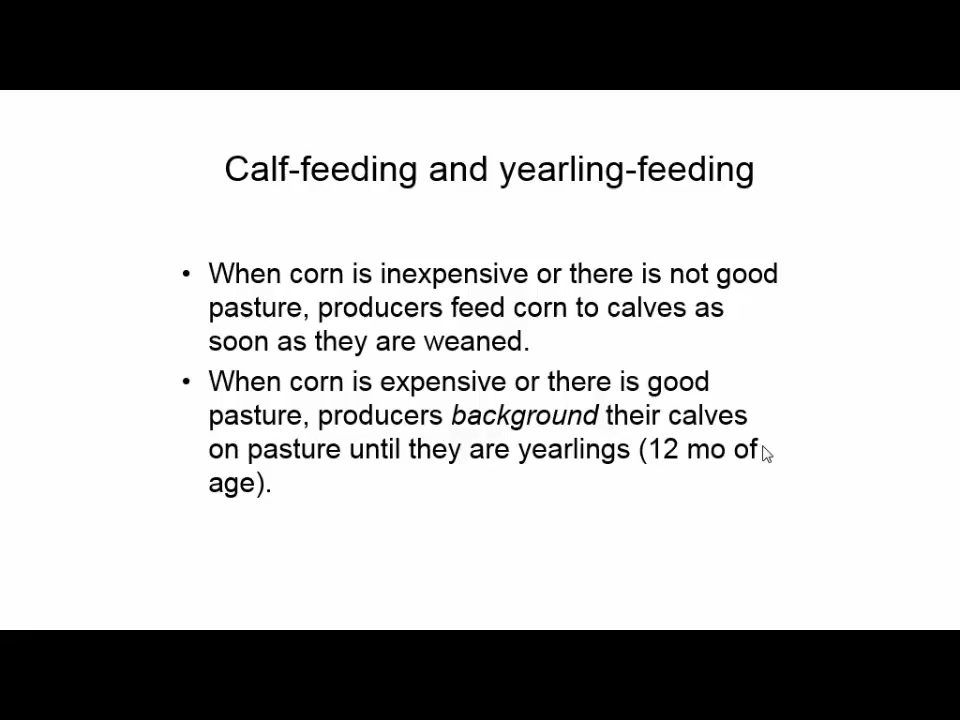 Calf-feeding and yearling-feeding
• When corn is inexpensive or there is not good
pasture, producers feed corn to calves as
soon as they are weaned.
• When corn is expensive or there is good
pasture, producers background their calves
on pasture until they are yearlings (12 mo of
age).